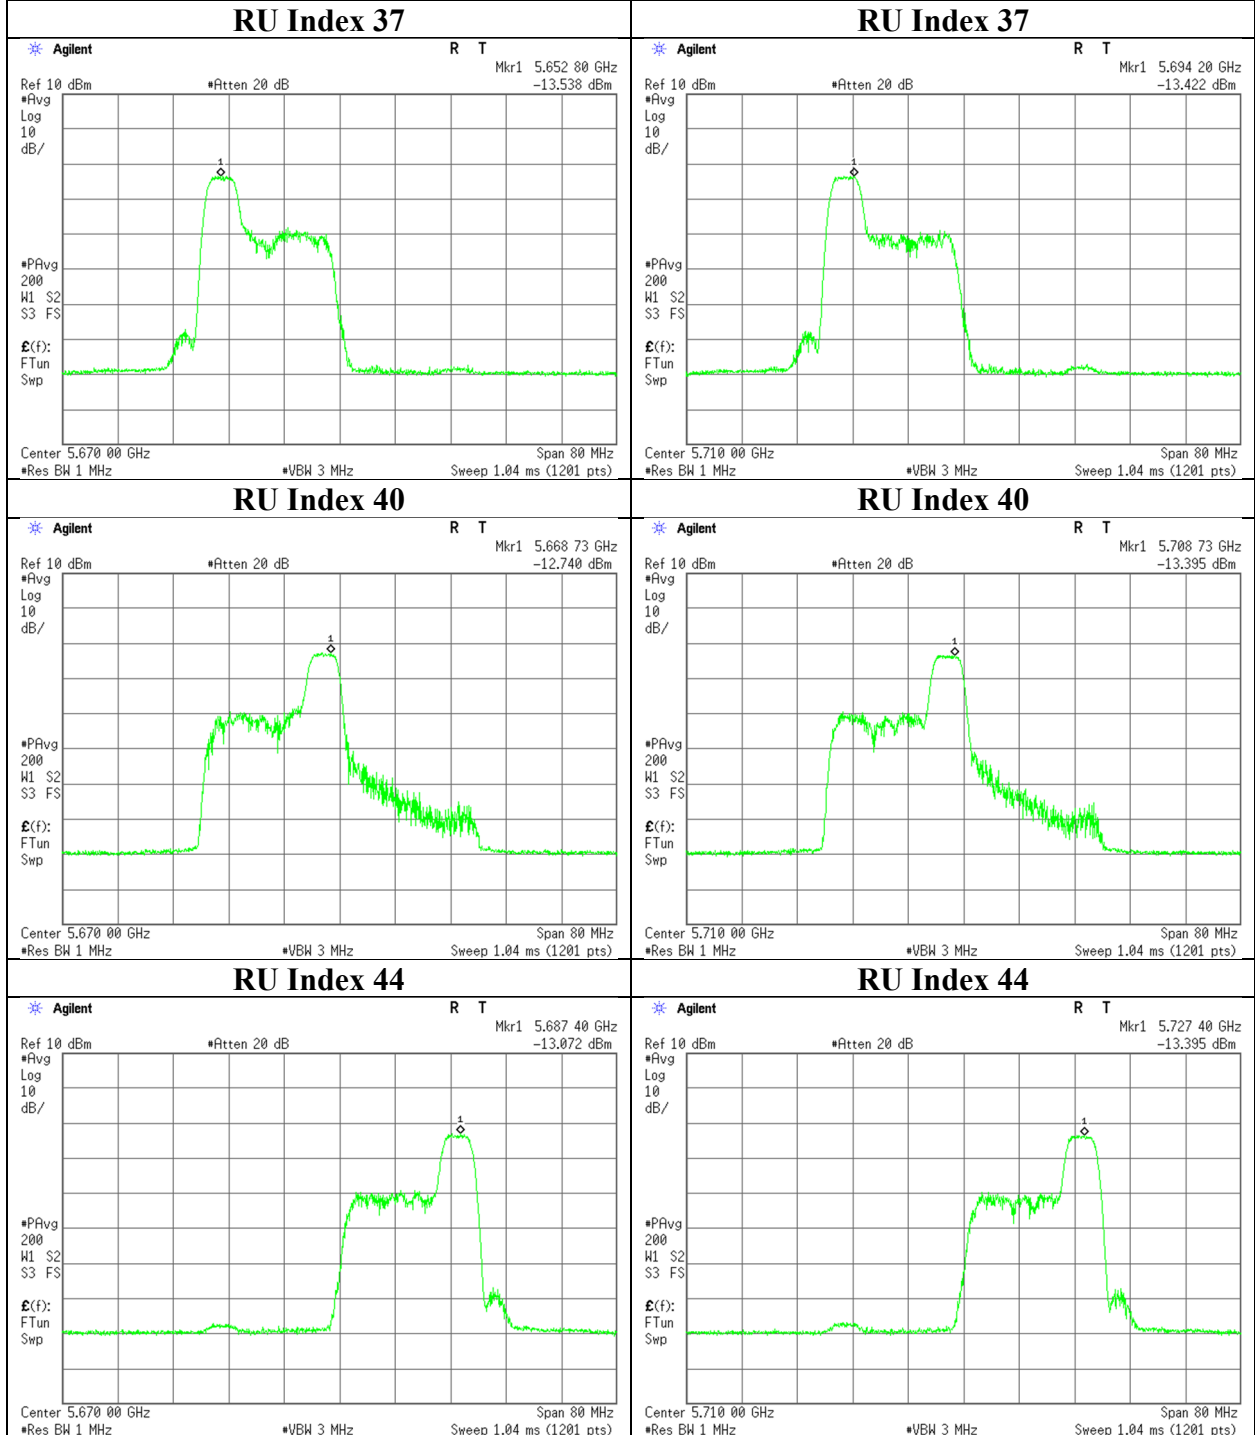 RU Index 37
Agilent
R T
Mkr1 5.652 80 GHz
Ref 10 dBm #Atten 20 dB -13.538 dBm
#Avg
Log
10
dB/
1
#PAvg
200
W1 S2
S3 FS
£(f):
FTun
Swp
Center 5.670 00 GHz Span 80 MHz
#Res BW 1 MHz #VBW 3 MHz Sweep 1.04 ms (1201 pts)
RU Index 37
Agilent
R T
Mkr1 5.694 20 GHz
Ref 10 dBm #Atten 20 dB -13.422 dBm
#Avg
Log
10
dB/
1
#PAvg
200
W1 S2
S3 FS
£(f):
FTun
Swp
Center 5.710 00 GHz Span 80 MHz
#Res BW 1 MHz #VBW 3 MHz Sweep 1.04 ms (1201 pts)
RU Index 40
Agilent
R T
Mkr1 5.668 73 GHz
Ref 10 dBm #Atten 20 dB -12.740 dBm
#Avg
Log
10
dB/
1
#PAvg
200
W1 S2
S3 FS
£(f):
FTun
Swp
Center 5.670 00 GHz Span 80 MHz
#Res BW 1 MHz #VBW 3 MHz Sweep 1.04 ms (1201 pts)
RU Index 40
Agilent
R T
Mkr1 5.708 73 GHz
Ref 10 dBm #Atten 20 dB -13.395 dBm
#Avg
Log
10
dB/
1
#PAvg
200
W1 S2
S3 FS
£(f):
FTun
Swp
Center 5.710 00 GHz Span 80 MHz
#Res BW 1 MHz #VBW 3 MHz Sweep 1.04 ms (1201 pts)
RU Index 44
Agilent
R T
Mkr1 5.687 40 GHz
Ref 10 dBm #Atten 20 dB -13.072 dBm
#Avg
Log
10
dB/
1
#PAvg
200
W1 S2
S3 FS
£(f):
FTun
Swp
Center 5.670 00 GHz Span 80 MHz
#Res BW 1 MHz #VBW 3 MHz Sweep 1.04 ms (1201 pts)
RU Index 44
Agilent
R T
Mkr1 5.727 40 GHz
Ref 10 dBm #Atten 20 dB -13.395 dBm
#Avg
Log
10
dB/
1
#PAvg
200
W1 S2
S3 FS
£(f):
FTun
Swp
Center 5.710 00 GHz Span 80 MHz
#Res BW 1 MHz #VBW 3 MHz Sweep 1.04 ms (1201 pts)